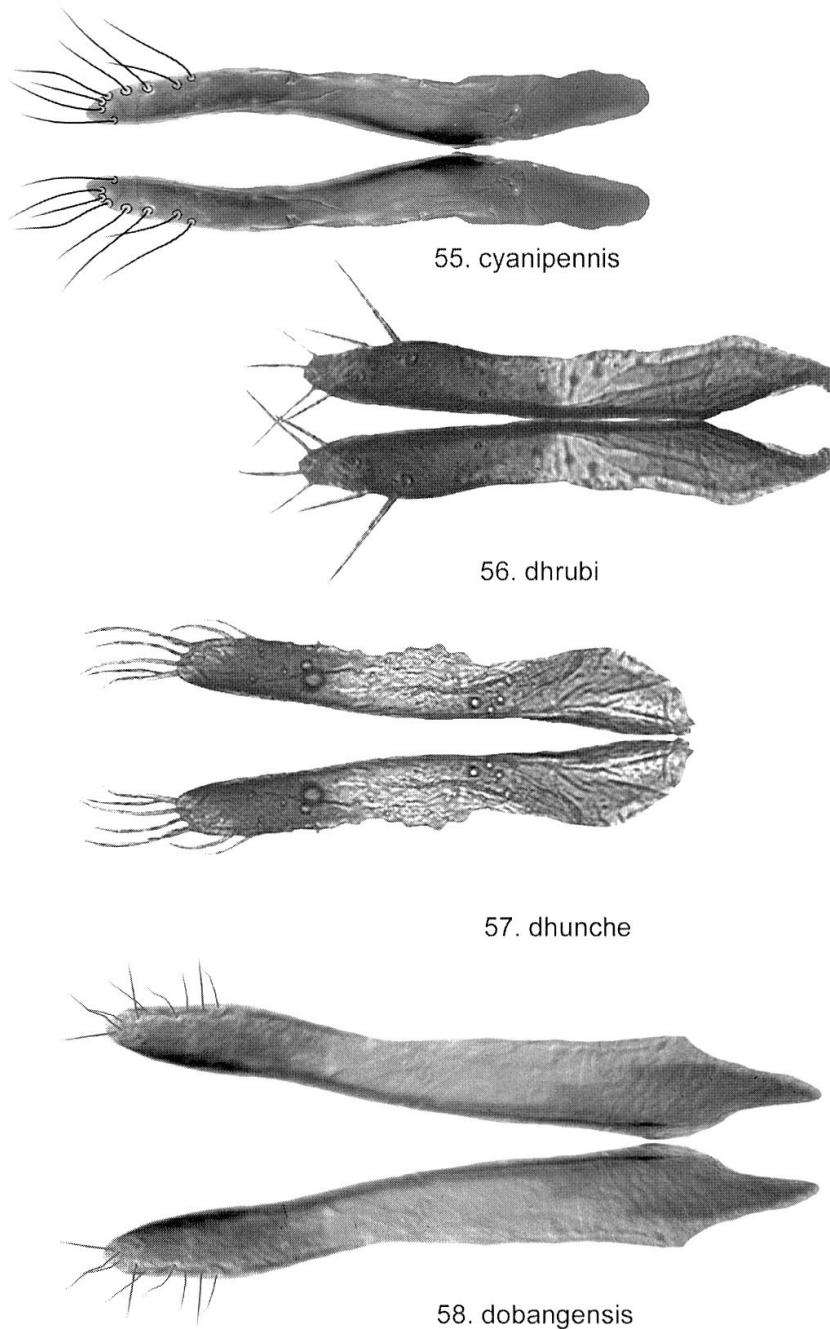 55. cyanipennis
56. dhrubi
57. dhunche
58. dobangensis